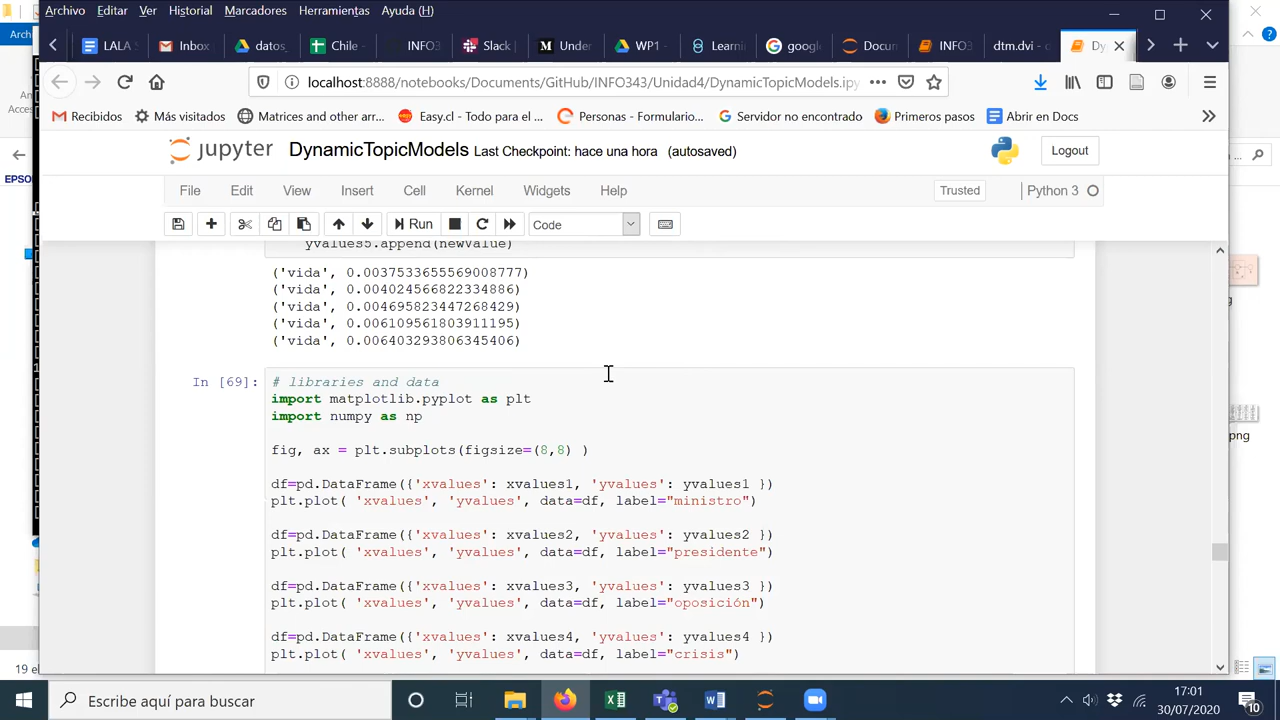 Archivo Editar Ver Historial Marcadores Herramientas Ayuda (H)
Arch
LALA S Inbox datos_ Chile - INFO3 Slack Under WP1 - Learni goog Docum INFO3 dtm.dvi - Dy
localhost:8888/notebooks/Documents/GitHub/INFO343/Unidad4/DynamicTopicModels.ipy
Recibidos Más visitados Matrices and other arr... Easy.cl - Todo para el t... Personas - Formulario... Servidor no encontrado Primeros pasos Abrir en Docs
jupyter DynamicTopicModels Last Checkpoint: hace una hora (autosaved) Logout
EPSO
File Edit View Insert Cell Kernel Widgets Help Trusted Python 3
Run Code
yvalues5.append(newValue)
('vida', 0.0037533655569008777)
('vida', 0.004024566822334886)
('vida', 0.004695823447268429)
('vida', 0.006109561803911195)
('vida', 0.006403293806345406)
In [69]: # libraries and data
import matplotlib.pyplot as plt
import numpy as np
fig, ax = plt.subplots(figsize=(8,8) )
df=pd.DataFrame({'xvalues': xvalues1, 'yvalues': yvalues1 })
plt.plot( 'xvalues', 'yvalues', data=df, label="ministro")
df=pd.DataFrame({'xvalues': xvalues2, 'yvalues': yvalues2 })
plt.plot( 'xvalues', 'yvalues', data=df, label="presidente")
df=pd.DataFrame({'xvalues': xvalues3, 'yvalues': yvalues3 })
plt.plot( 'xvalues', 'yvalues', data=df, label="oposición")
df=pd.DataFrame({'xvalues': xvalues4, 'yvalues': yvalues4 })
plt.plot( 'xvalues', 'yvalues', data=df, label="crisis")
png
19 el
Escribe aquí para buscar
17:01
30/07/2020
10